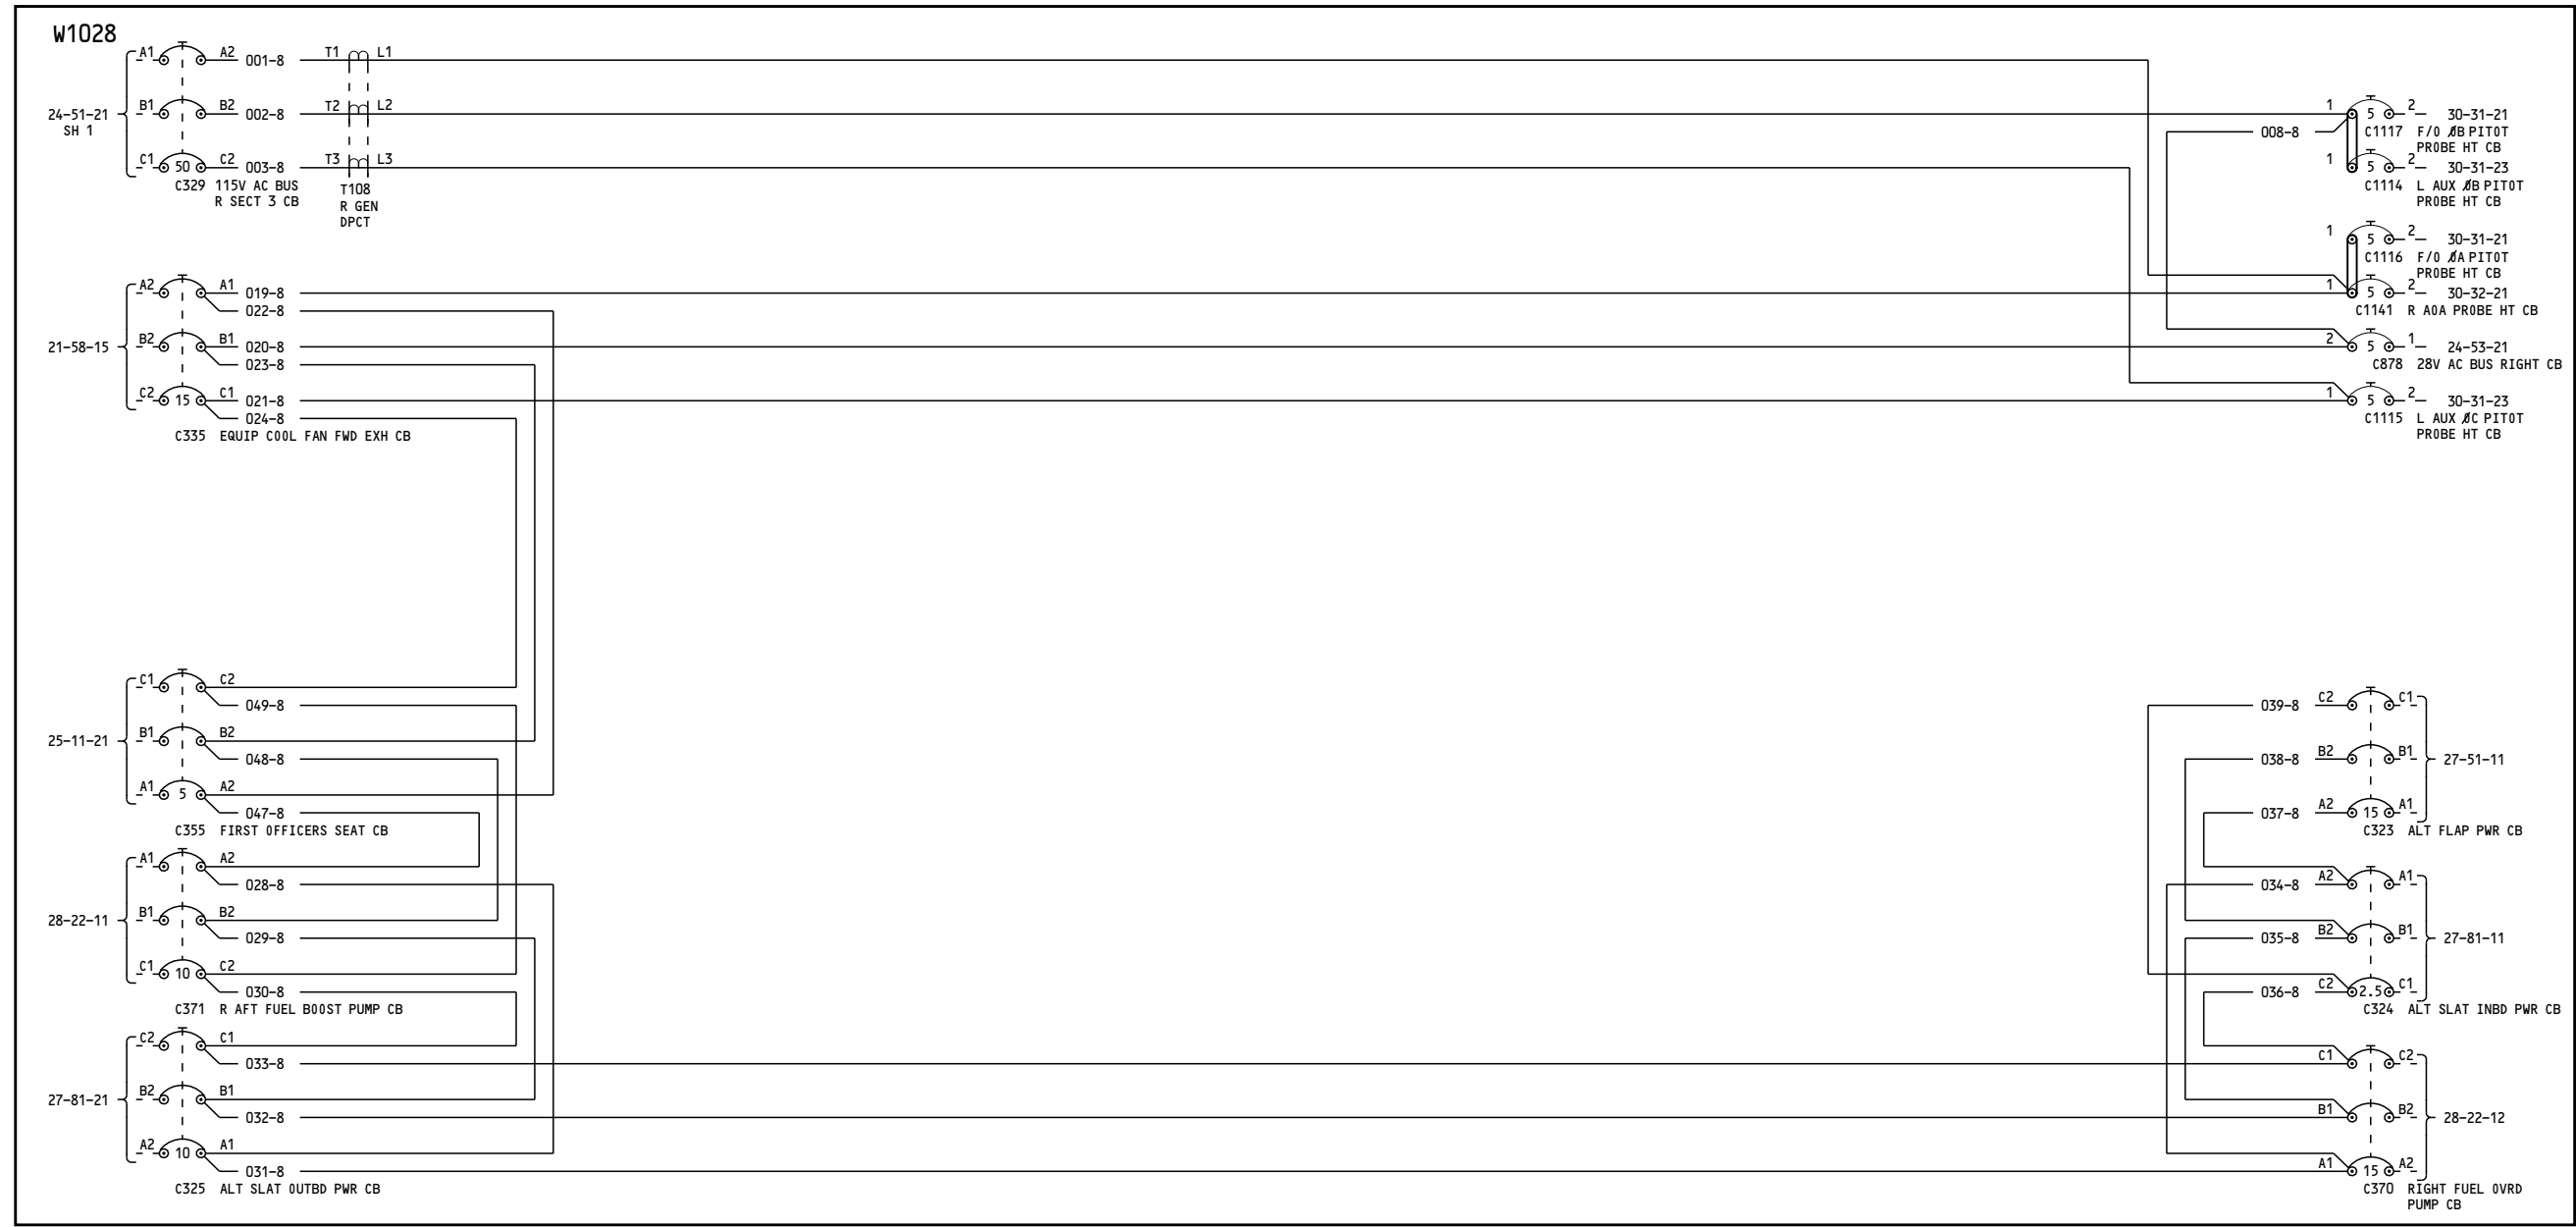 W1028
A1 A2 001-8 T1 L1
B1 B2 002-8 T2 L2
24-51-21
SH 1
C1 50 C2 003-8 T3 L3
C329 115V AC BUS
R SECT 3 CB
T108
R GEN
DPCT
1 5 2 30-31-21
008-8 C1117 F/O ØB PITOT
PROBE HT CB
1 5 2 30-31-23
C1114 L AUX ØB PITOT
PROBE HT CB
1 5 2 30-31-21
C1116 F/O ØA PITOT
PROBE HT CB
A2 A1 019-8 1 5 2 30-32-21
022-8 C1141 R AOA PROBE HT CB
21-58-15 B2 B1 020-8 2 5 1 24-53-21
023-8 C878 28V AC BUS RIGHT CB
C2 15 C1 021-8 1 5 2 30-31-23
024-8 C1115 L AUX ØC PITOT
PROBE HT CB
C335 EQUIP COOL FAN FWD EXH CB
C1 C2
049-8
25-11-21 B1 B2
048-8
A1 5 A2
047-8
C355 FIRST OFFICERS SEAT CB
039-8 C2 C1
038-8 B2 B1 27-51-11
037-8 A2 15 A1
C323 ALT FLAP PWR CB
A1 A2
028-8
28-22-11 B1 B2
029-8
C1 10 C2
030-8
C371 R AFT FUEL BOOST PUMP CB
034-8 A2 A1
035-8 B2 B1 27-81-11
036-8 C2 2.5 C1
C324 ALT SLAT INBD PWR CB
C2 C1
033-8
27-81-21 B2 B1
032-8
A2 10 A1
031-8
C325 ALT SLAT OUTBD PWR CB
C1 C2
B1 B2 28-22-12
A1 15 A2
C370 RIGHT FUEL OVRD
PUMP CB